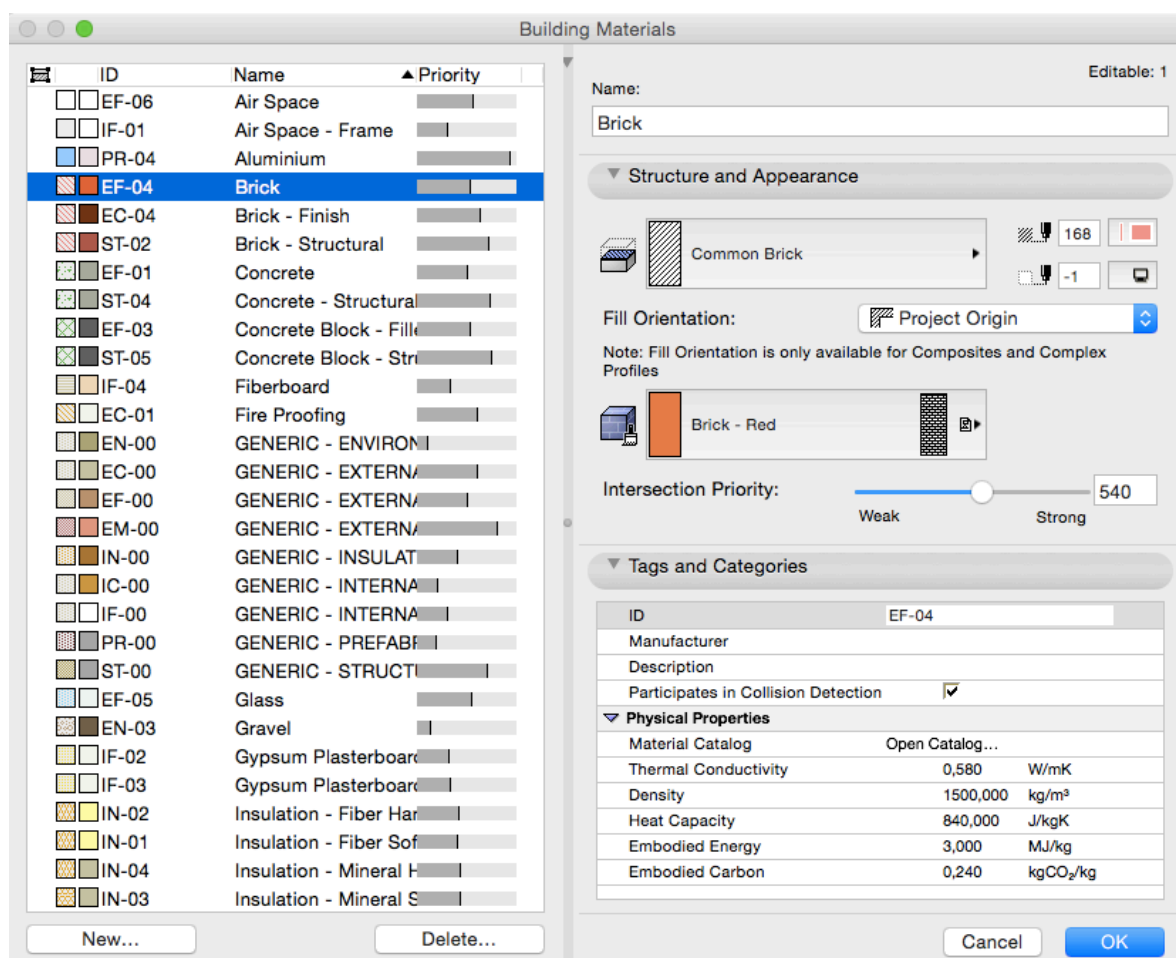 Building Materials
ID Name Priority
EF-06 Air Space
IF-01 Air Space - Frame
PR-04 Aluminium
EF-04 Brick
EC-04 Brick - Finish
ST-02 Brick - Structural
EF-01 Concrete
ST-04 Concrete - Structural
EF-03 Concrete Block - Fille
ST-05 Concrete Block - Stru
IF-04 Fiberboard
EC-01 Fire Proofing
EN-00 GENERIC - ENVIRON
EC-00 GENERIC - EXTERNA
EF-00 GENERIC - EXTERNA
EM-00 GENERIC - EXTERNA
IN-00 GENERIC - INSULAT
IC-00 GENERIC - INTERNA
IF-00 GENERIC - INTERNA
PR-00 GENERIC - PREFABR
ST-00 GENERIC - STRUCTU
EF-05 Glass
EN-03 Gravel
IF-02 Gypsum Plasterboard
IF-03 Gypsum Plasterboard
IN-02 Insulation - Fiber Har
IN-01 Insulation - Fiber Sof
IN-04 Insulation - Mineral H
IN-03 Insulation - Mineral S
New... Delete...
Editable: 1
Name:
Brick
Structure and Appearance
Common Brick
168
-1
Fill Orientation: Project Origin
Note: Fill Orientation is only available for Composites and Complex
Profiles
Brick - Red
Intersection Priority: 540
Weak Strong
Tags and Categories
ID EF-04
Manufacturer
Description
Participates in Collision Detection
Physical Properties
Material Catalog Open Catalog...
Thermal Conductivity 0,580 W/mK
Density 1500,000 kg/m³
Heat Capacity 840,000 J/kgK
Embodied Energy 3,000 MJ/kg
Embodied Carbon 0,240 kgCO₂/kg
Cancel OK